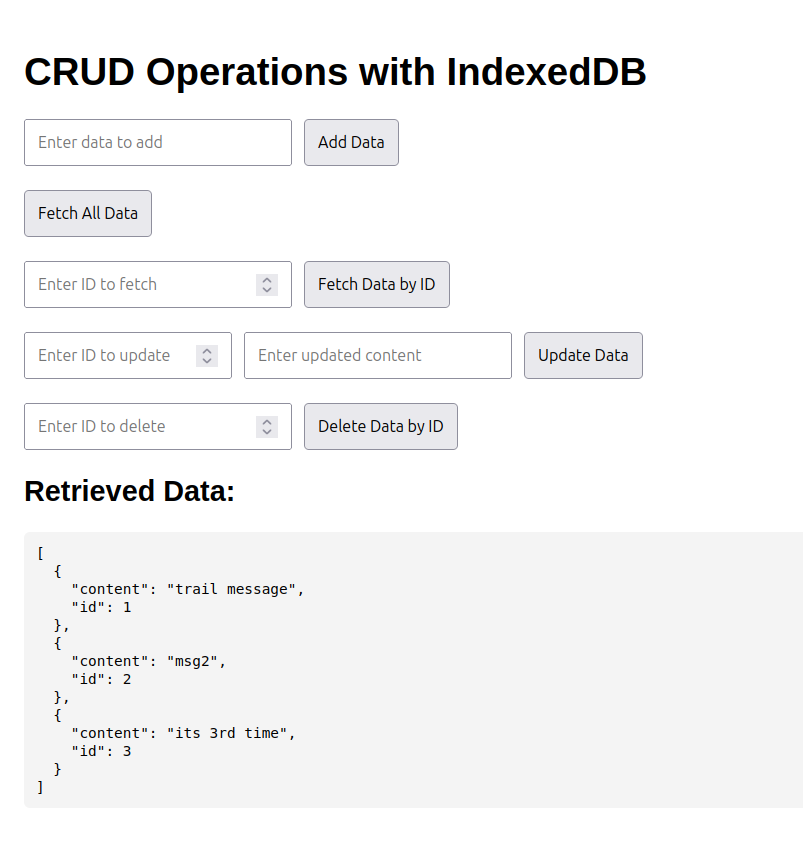 CRUD Operations with IndexedDB
Enter data to add Add Data
Fetch All Data
Enter ID to fetch Fetch Data by ID
Enter ID to update Enter updated content Update Data
Enter ID to delete Delete Data by ID
Retrieved Data:
[
  {
    "content": "trail message",
    "id": 1
  },
  {
    "content": "msg2",
    "id": 2
  },
  {
    "content": "its 3rd time",
    "id": 3
  }
]